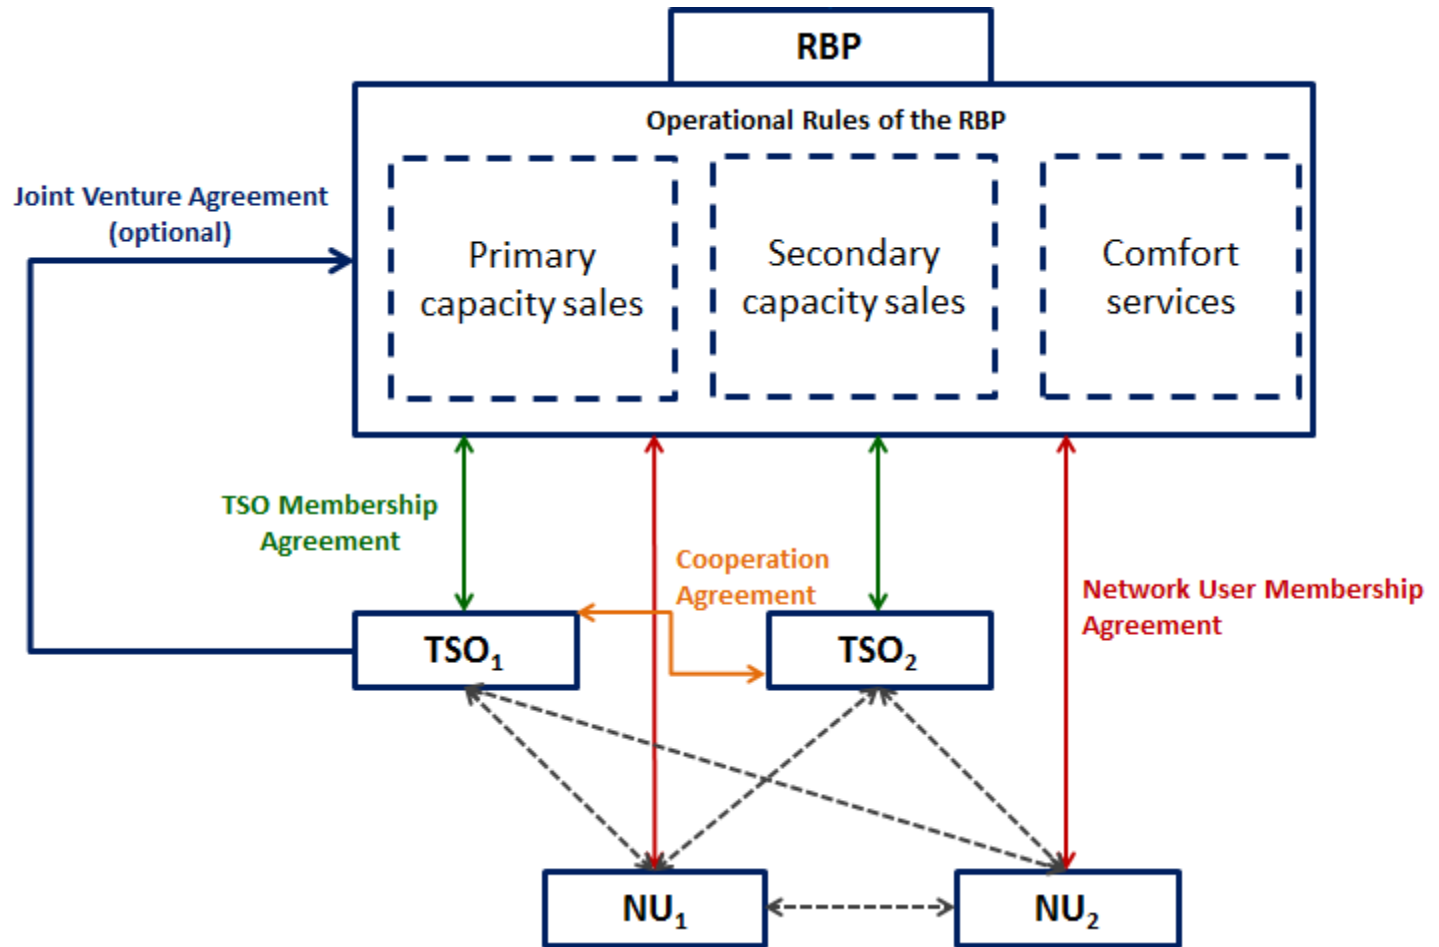 RBP
Operational Rules of the RBP
Joint Venture Agreement
(optional)
Primary
capacity sales
Secondary
capacity sales
Comfort
services
TSO Membership
Agreement
Cooperation
Agreement
Network User Membership
Agreement
TSO₁
TSO₂
NU₁
NU₂